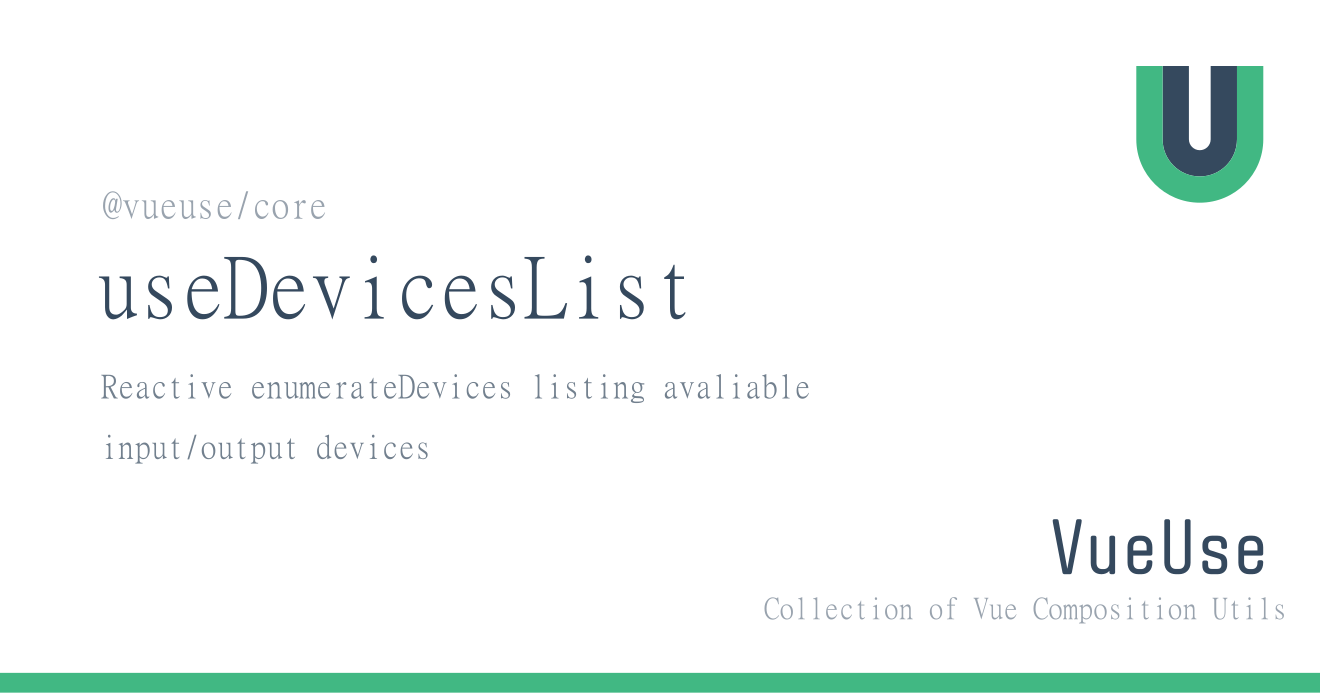 @vueuse/core
useDevicesList
Reactive enumerateDevices listing avaliable
input/output devices
VueUse
Collection of Vue Composition Utils